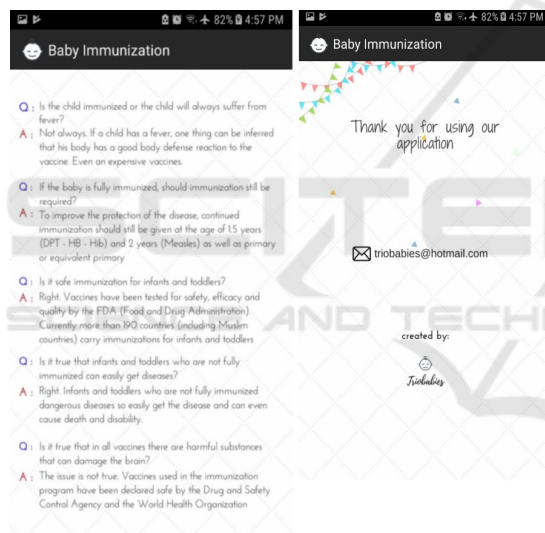 82% 4:57 PM
Baby Immunization
Q : Is the child immunized or the child will always suffer from
fever?
A : Not always. If a child has a fever, one thing can be inferred
that his body has a good body defense reaction to the
vaccine. Even an expensive vaccines.
Q : If the baby is fully immunized, should immunization still be
required?
A : To improve the protection of the disease, continued
immunization should still be given at the age of 1.5 years
(DPT - HB - Hib) and 2 years (Measles) as well as primary
or equivalent primary
Q : Is it safe immunization for infants and toddlers?
A : Right. Vaccines have been tested for safety, efficacy and
quality by the FDA (Food and Drug Administration).
Currently more than 190 countries (including Muslim
countries) carry immunizations for infants and toddlers
Q : Is it true that infants and toddlers who are not fully
immunized can easily get diseases?
A : Right. Infants and toddlers who are not fully immunized
dangerous diseases so easily get the disease and can even
cause death and disability.
Q : Is it true that in all vaccines there are harmful substances
that can damage the brain?
A : The issue is not true. Vaccines used in the immunization
program have been declared safe by the Drug and Safety
Control Agency and the World Health Organization
82% 4:57 PM
Baby Immunization
Thank you for using our
application
triobabies@hotmail.com
created by:
Triobabies